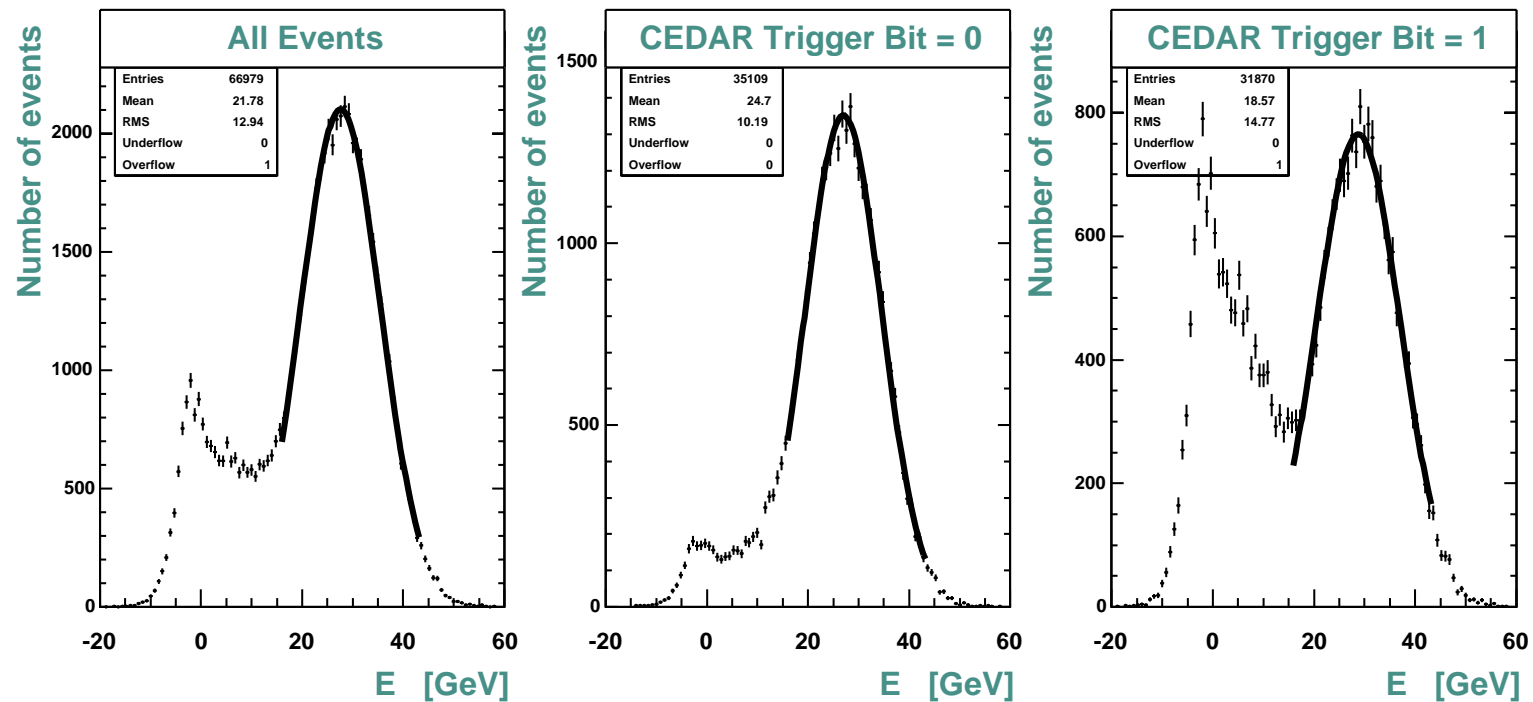 All Events
Number of events
Entries 66979
Mean 21.78
RMS 12.94
Underflow 0
Overflow 1
2000
1500
1000
500
0
-20 0 20 40 60
E [GeV]
CEDAR Trigger Bit = 0
Number of events
Entries 35109
Mean 24.7
RMS 10.19
Underflow 0
Overflow 0
1500
1000
500
0
-20 0 20 40 60
E [GeV]
CEDAR Trigger Bit = 1
Number of events
Entries 31870
Mean 18.57
RMS 14.77
Underflow 0
Overflow 1
800
600
400
200
0
-20 0 20 40 60
E [GeV]